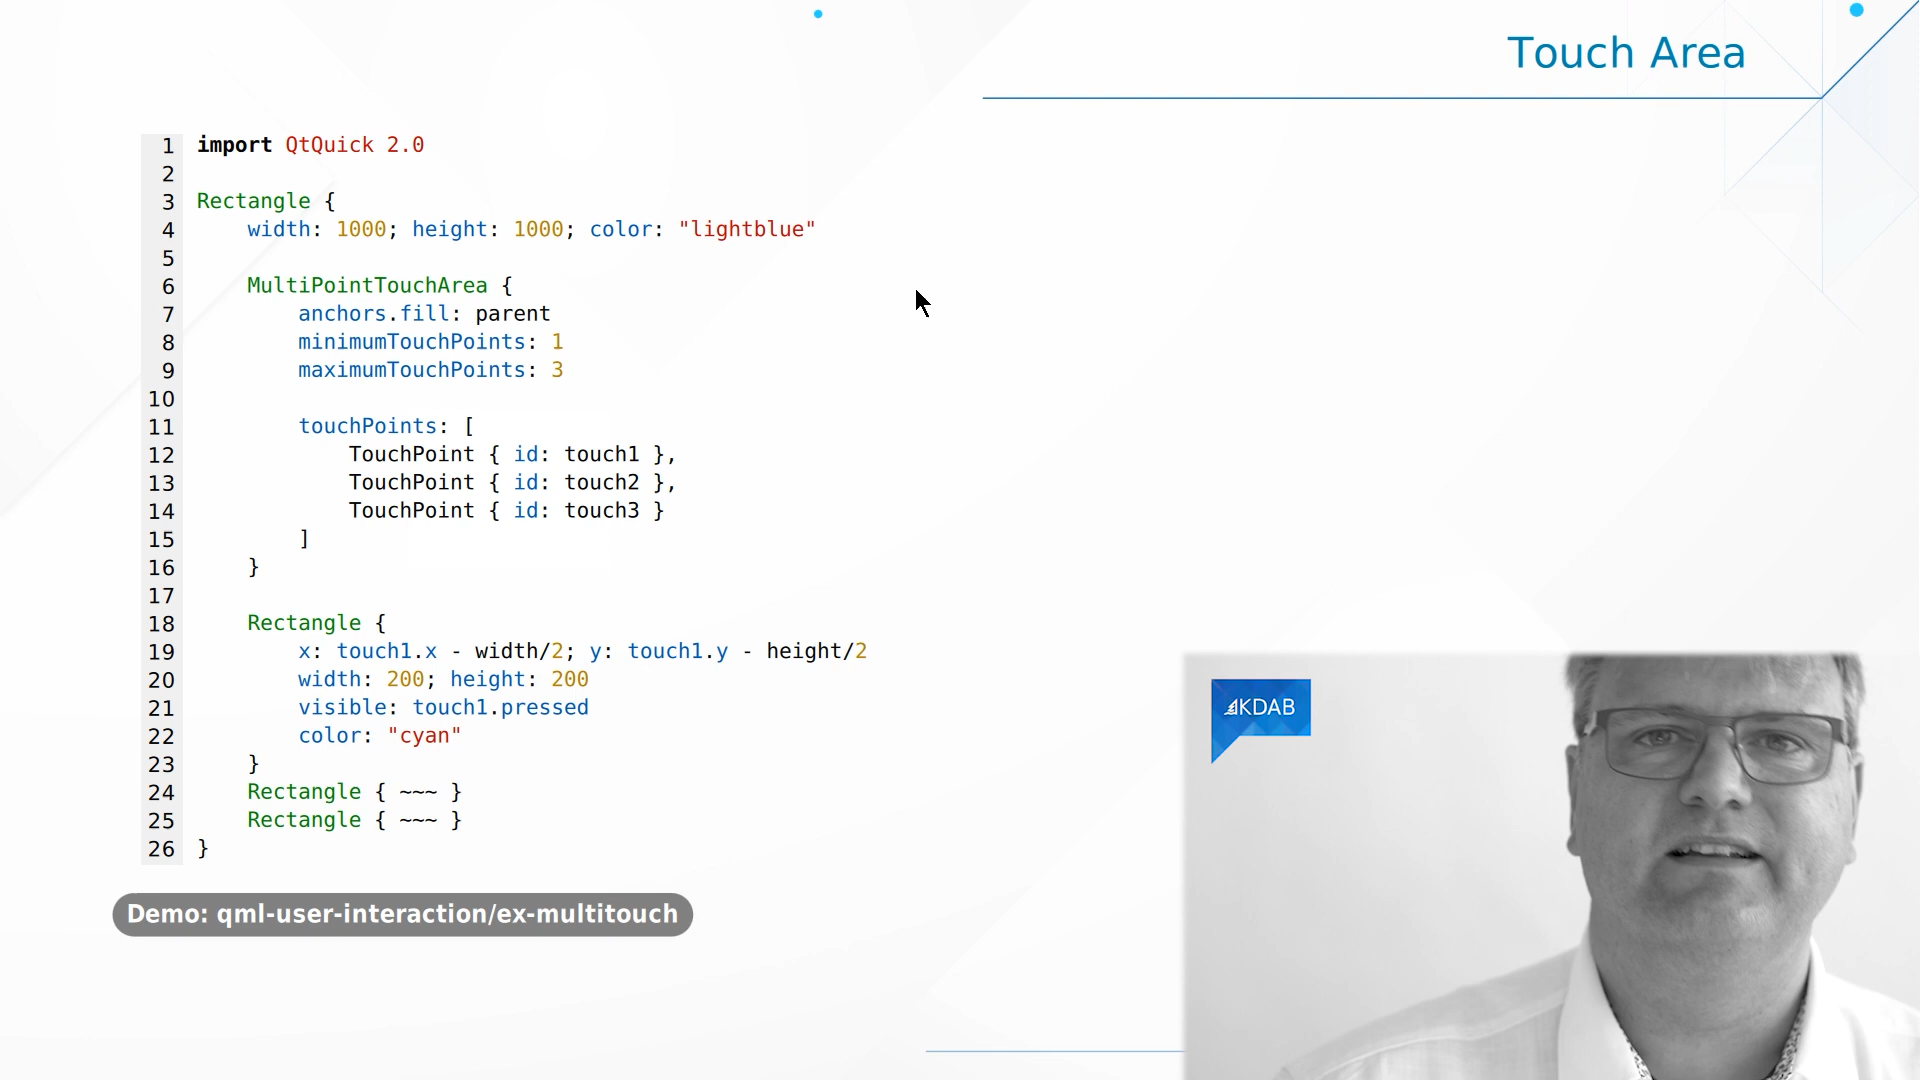 Touch Area
1 import QtQuick 2.0
2
3 Rectangle {
4     width: 1000; height: 1000; color: "lightblue"
5
6     MultiPointTouchArea {
7         anchors.fill: parent
8         minimumTouchPoints: 1
9         maximumTouchPoints: 3
10
11         touchPoints: [
12             TouchPoint { id: touch1 },
13             TouchPoint { id: touch2 },
14             TouchPoint { id: touch3 }
15         ]
16     }
17
18     Rectangle {
19         x: touch1.x - width/2; y: touch1.y - height/2
20         width: 200; height: 200
21         visible: touch1.pressed
22         color: "cyan"
23     }
24     Rectangle { ~~~ }
25     Rectangle { ~~~ }
26 }
Demo: qml-user-interaction/ex-multitouch
KDAB